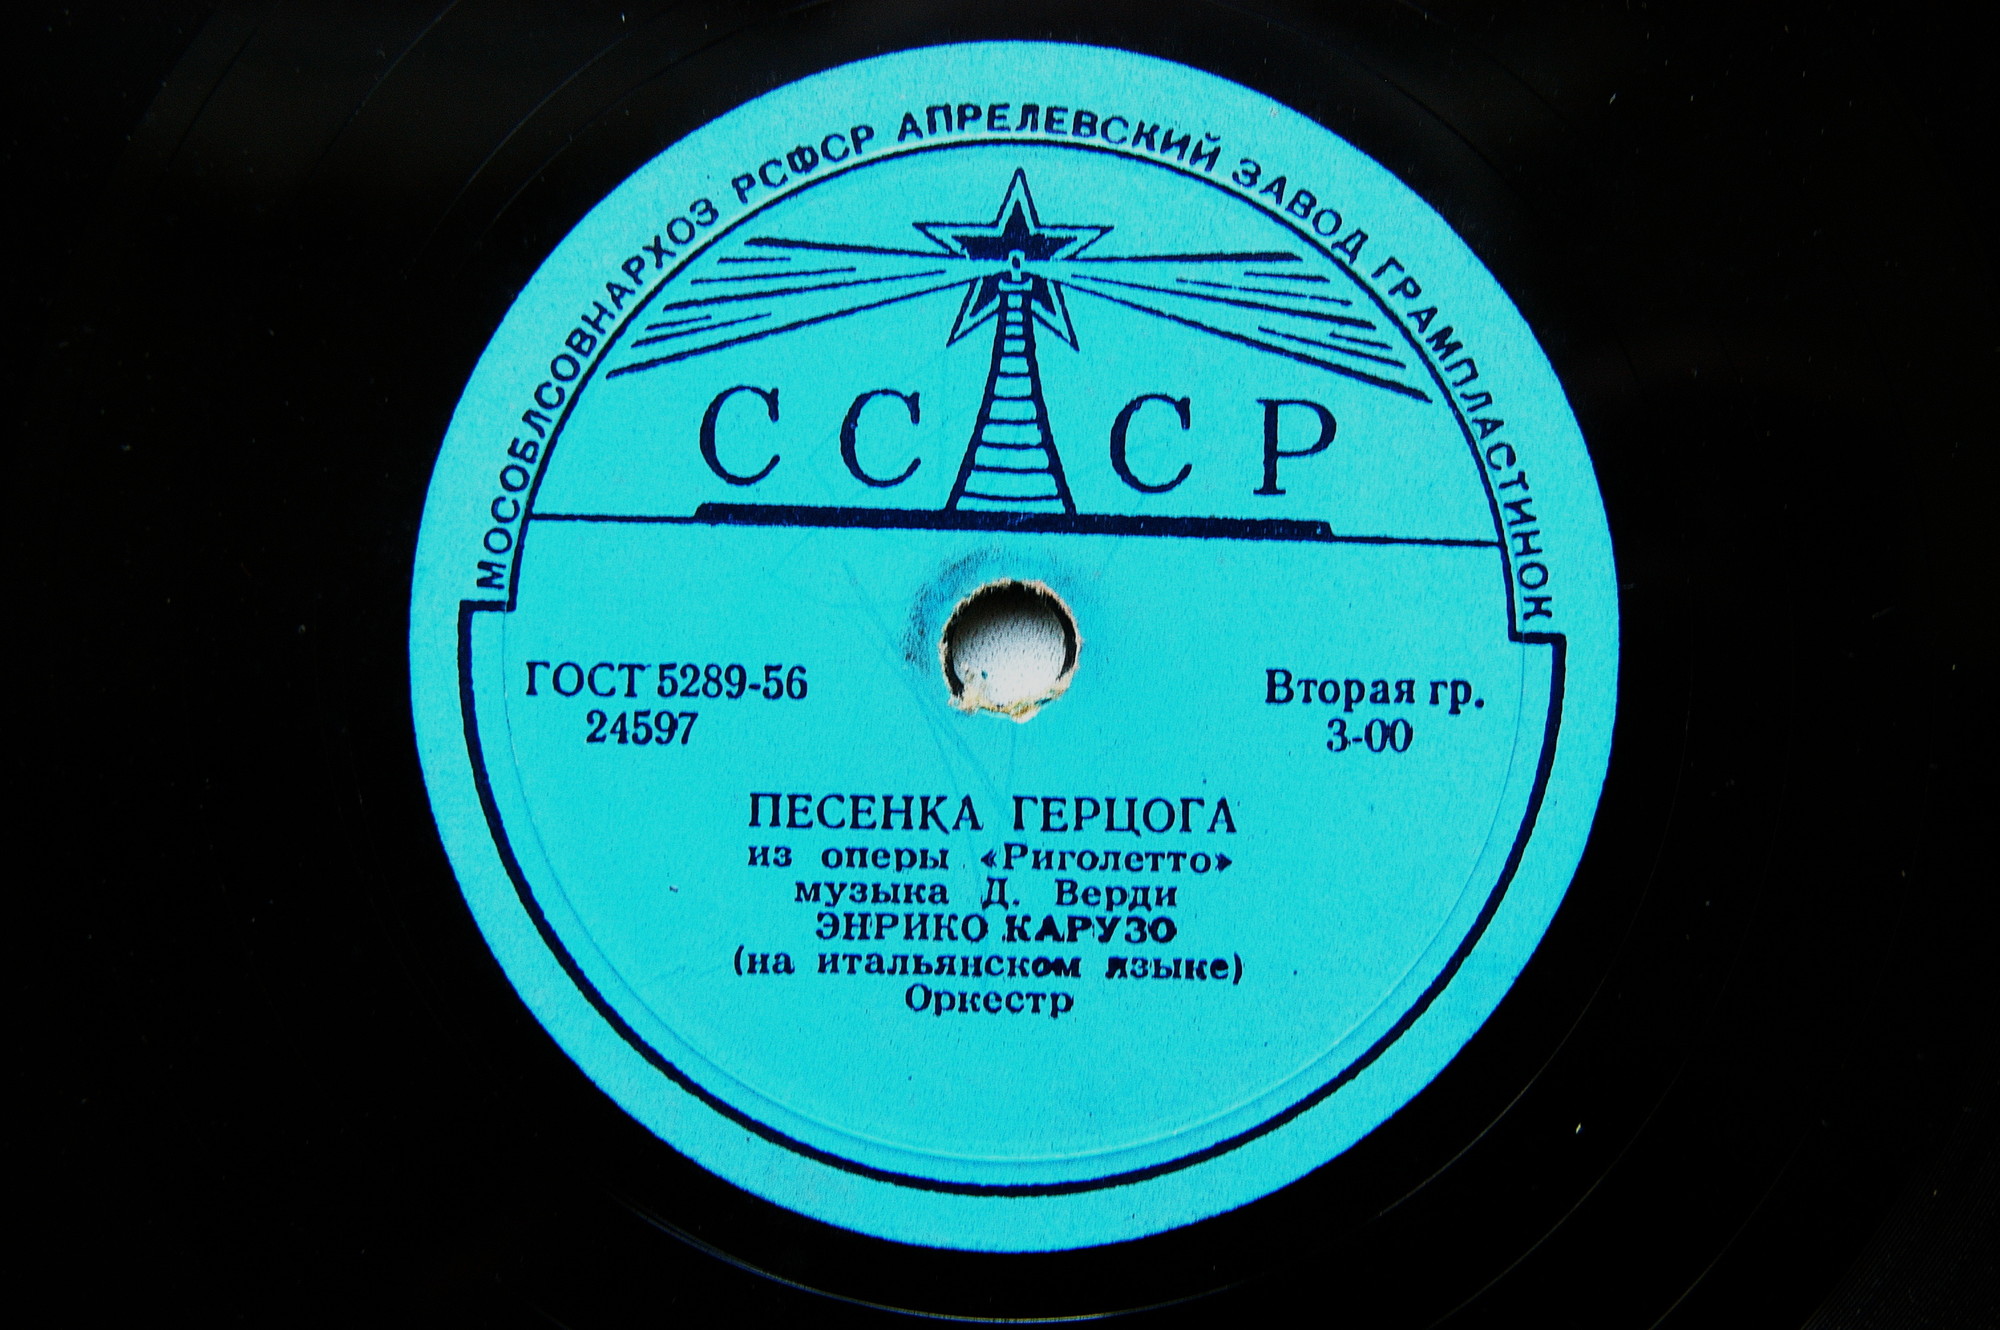 МОСОБЛСОВНАРХОЗ РСФСР АПРЕЛЕВСКИЙ ЗАВОД ГРАМПЛАСТИНОК
СССР
ГОСТ 5289-56
24597
Вторая гр.
3-00
ПЕСЕНКА ГЕРЦОГА
из оперы «Риголетто»
музыка Д. Верди
ЭНРИКО КАРУЗО
(на итальянском языке)
Оркестр